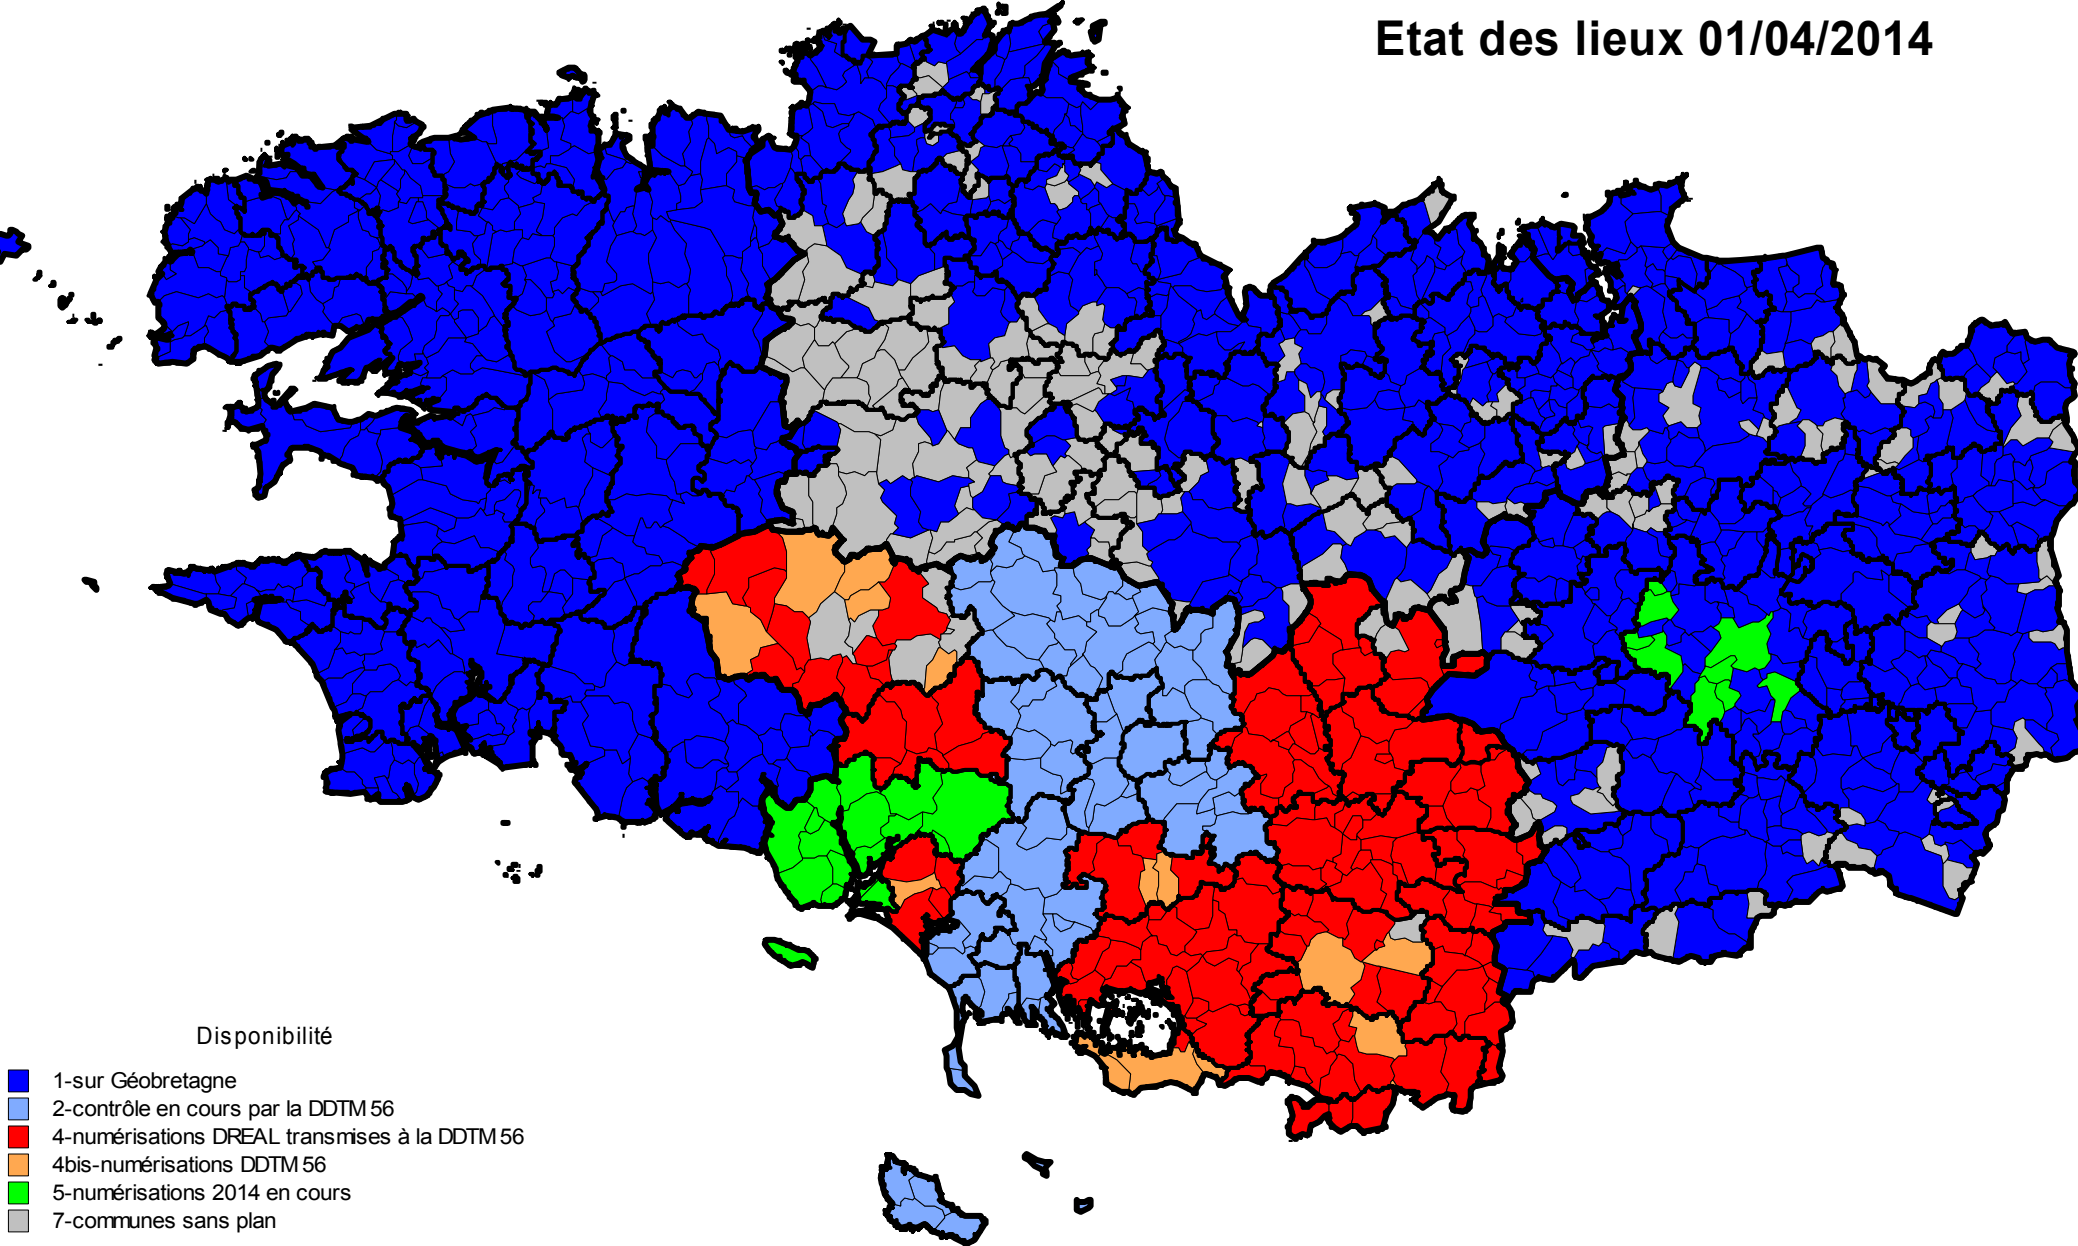 Etat des lieux 01/04/2014
Disponibilité
1-sur Géobretagne
2-contrôle en cours par la DDTM 56
4-numérisations DREAL transmises à la DDTM 56
4bis-numérisations DDTM 56
5-numérisations 2014 en cours
7-communes sans plan